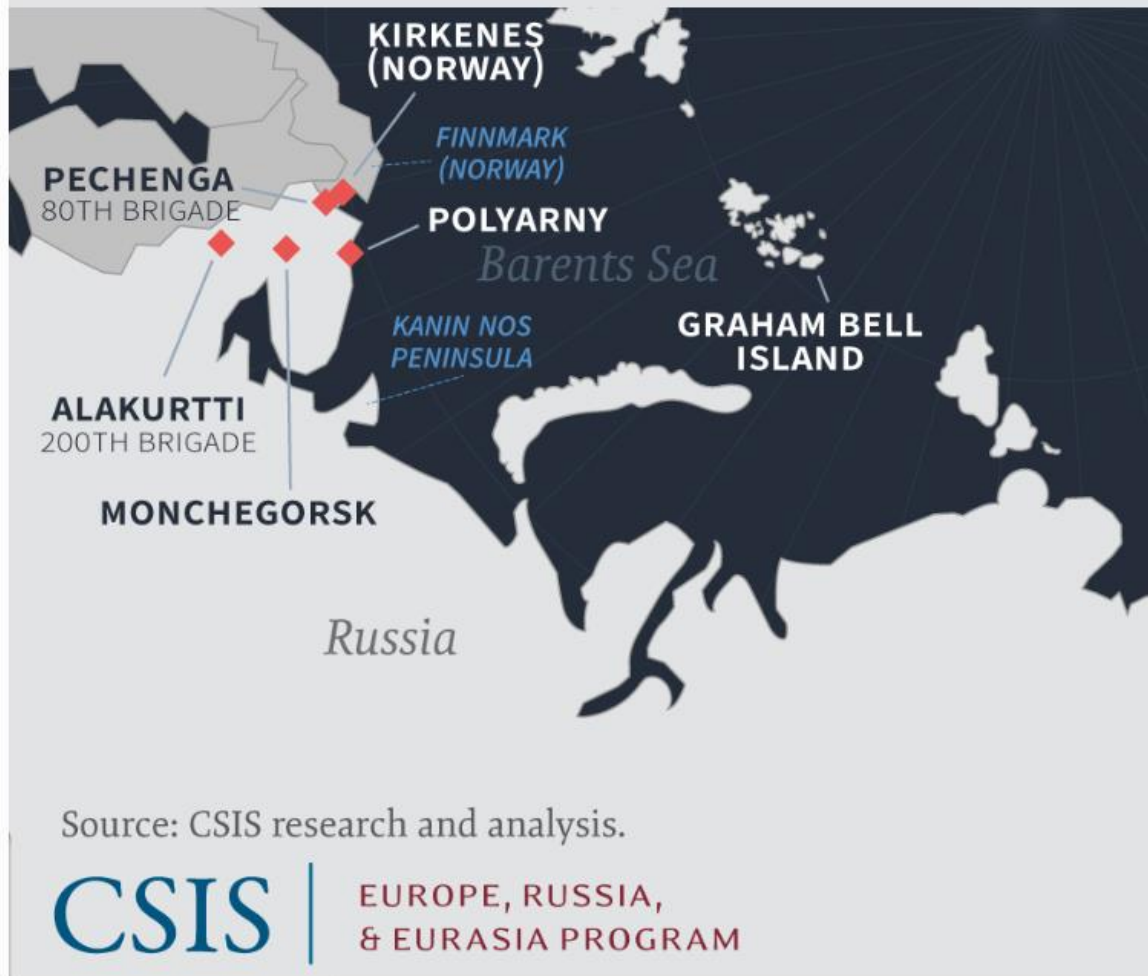 KIRKENES
(NORWAY)
FINNMARK
(NORWAY)
PECHENGA
80TH BRIGADE
POLYARNY
Barents Sea
GRAHAM BELL
ISLAND
KANIN NOS
PENINSULA
ALAKURTTI
200TH BRIGADE
MONCHEGORSK
Russia
Source: CSIS research and analysis.
CSIS
EUROPE, RUSSIA,
& EURASIA PROGRAM